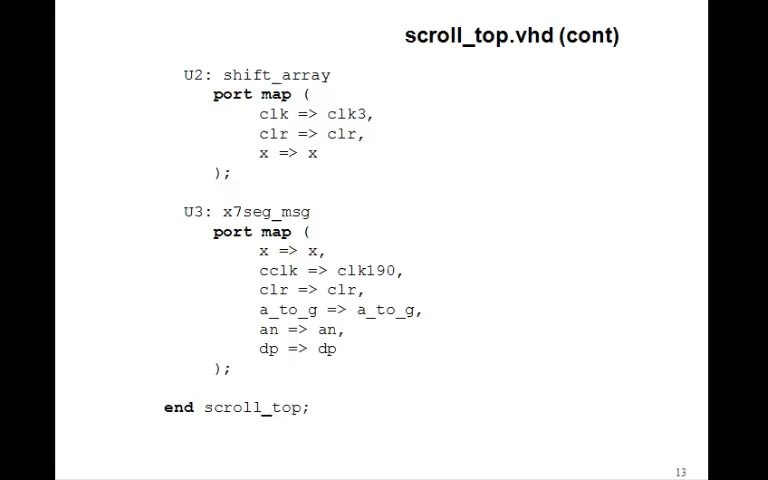 scroll_top.vhd (cont)
U2: shift_array
port map (
clk => clk3,
clr => clr,
x => x
);
U3: x7seg_msg
port map (
x => x,
cclk => clk190,
clr => clr,
a_to_g => a_to_g,
an => an,
dp => dp
);
end scroll_top;
13